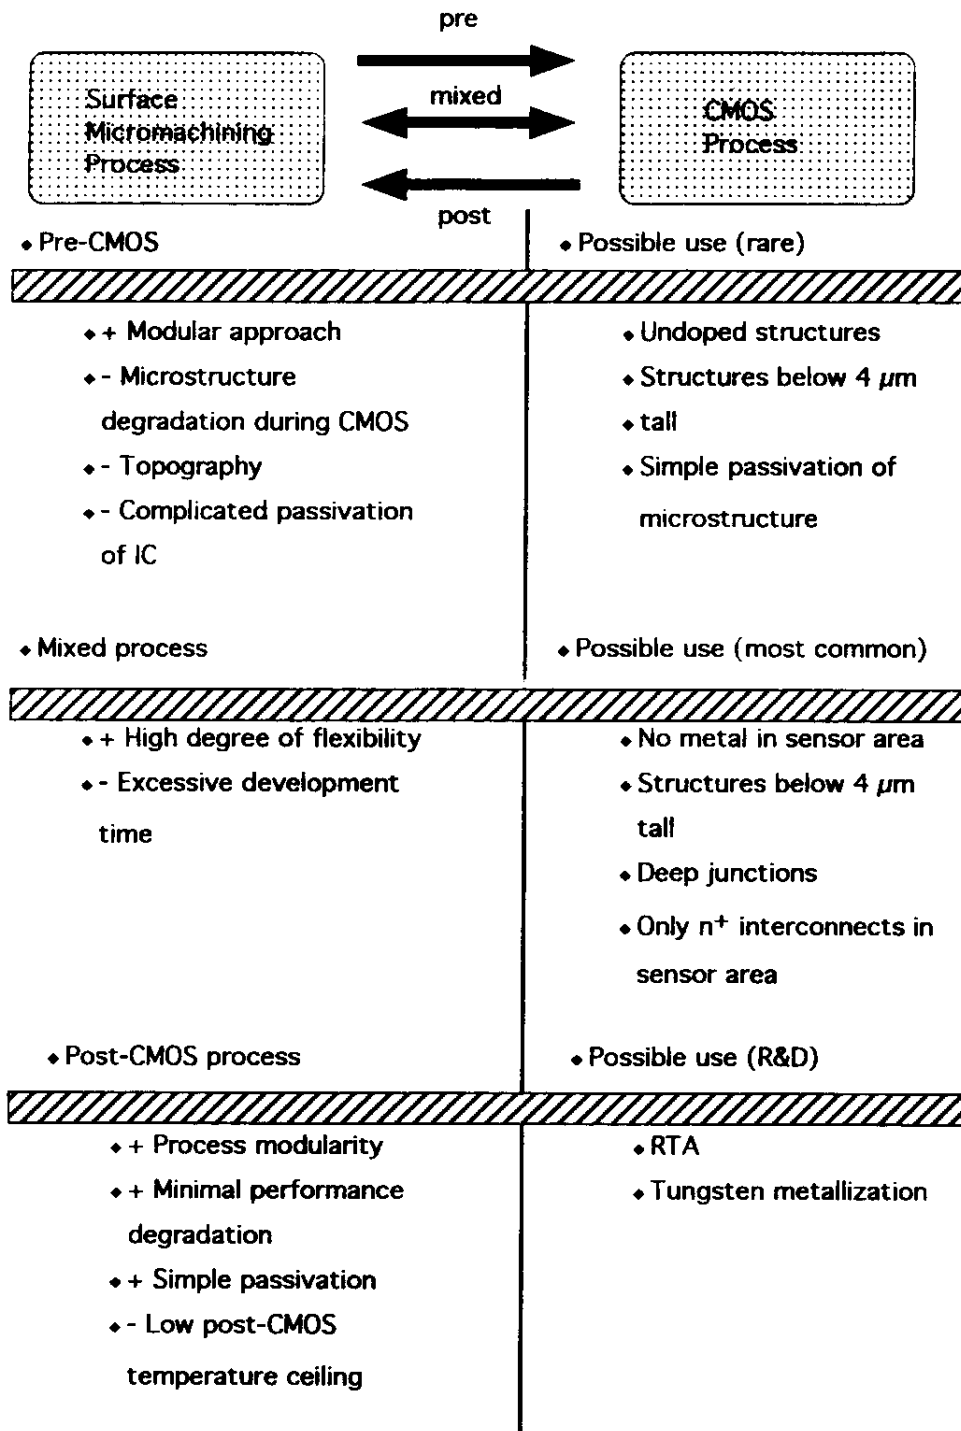 pre
Surface
Micromachining
Process
mixed
CMOS
Process
post
◆ Pre-CMOS
◆ Possible use (rare)
◆ + Modular approach
◆ - Microstructure
degradation during CMOS
◆ - Topography
◆ - Complicated passivation
of IC
◆ Undoped structures
◆ Structures below 4 µm
◆ tall
◆ Simple passivation of
microstructure
◆ Mixed process
◆ Possible use (most common)
◆ + High degree of flexibility
◆ - Excessive development
time
◆ No metal in sensor area
◆ Structures below 4 µm
tall
◆ Deep junctions
◆ Only n⁺ interconnects in
sensor area
◆ Post-CMOS process
◆ Possible use (R&D)
◆ + Process modularity
◆ + Minimal performance
degradation
◆ + Simple passivation
◆ - Low post-CMOS
temperature ceiling
◆ RTA
◆ Tungsten metallization